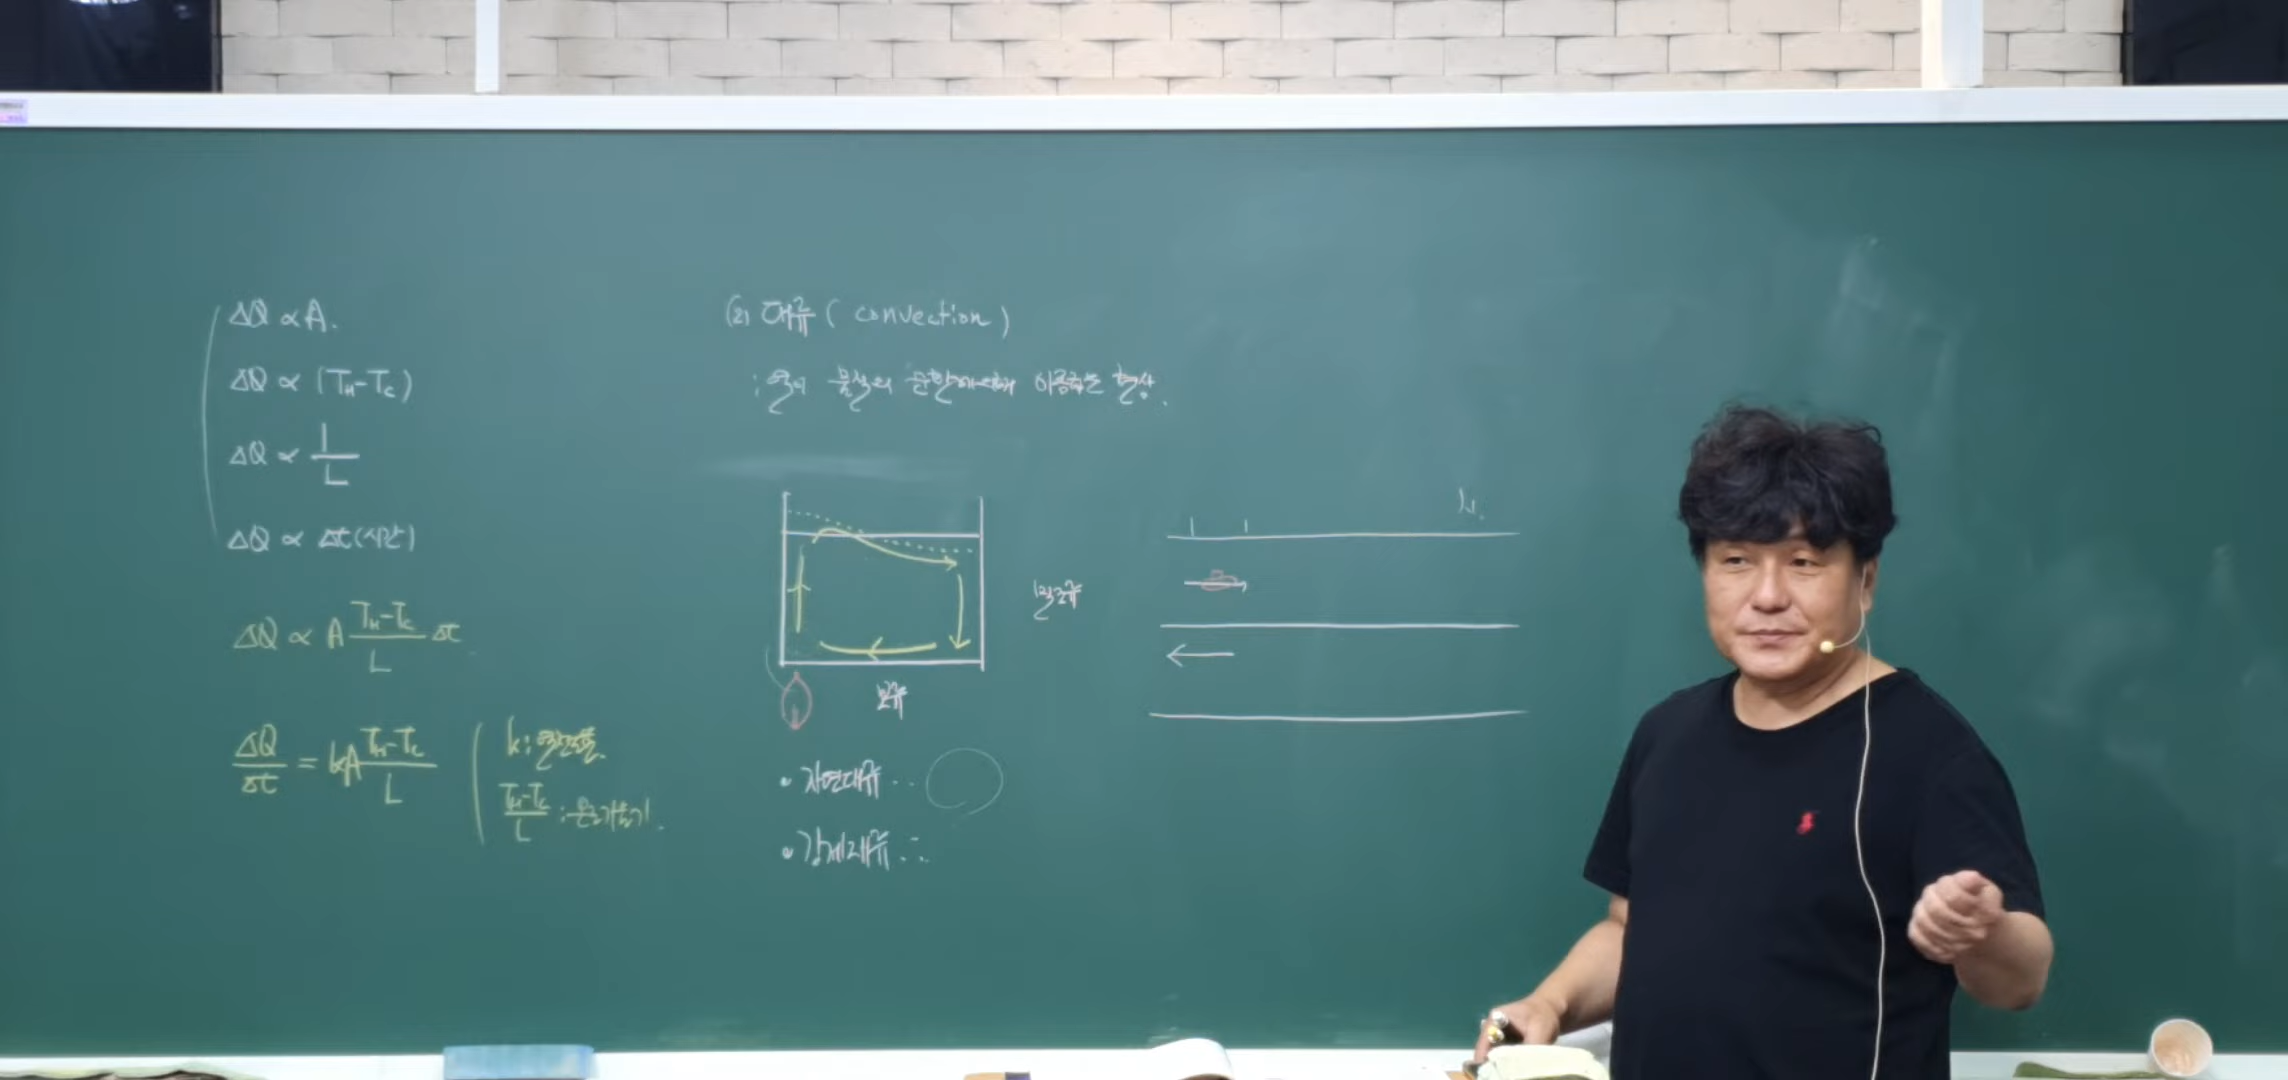 ΔQ ∝ A.
ΔQ ∝ (T_H-T_C)
ΔQ ∝ 1/L
ΔQ ∝ Δt(시간)
ΔQ ∝ A (T_H-T_C)/L Δt
ΔQ/Δt = kA (T_H-T_C)/L
k : 열전도율.
(T_H-T_C)/L : 온도기울기.
(2) 대류 ( convection )
: 열이 물질의 순환에 의해 이동하는 현상.
밀도류
h.
• 자연대류 ..
• 강제대류 ∴